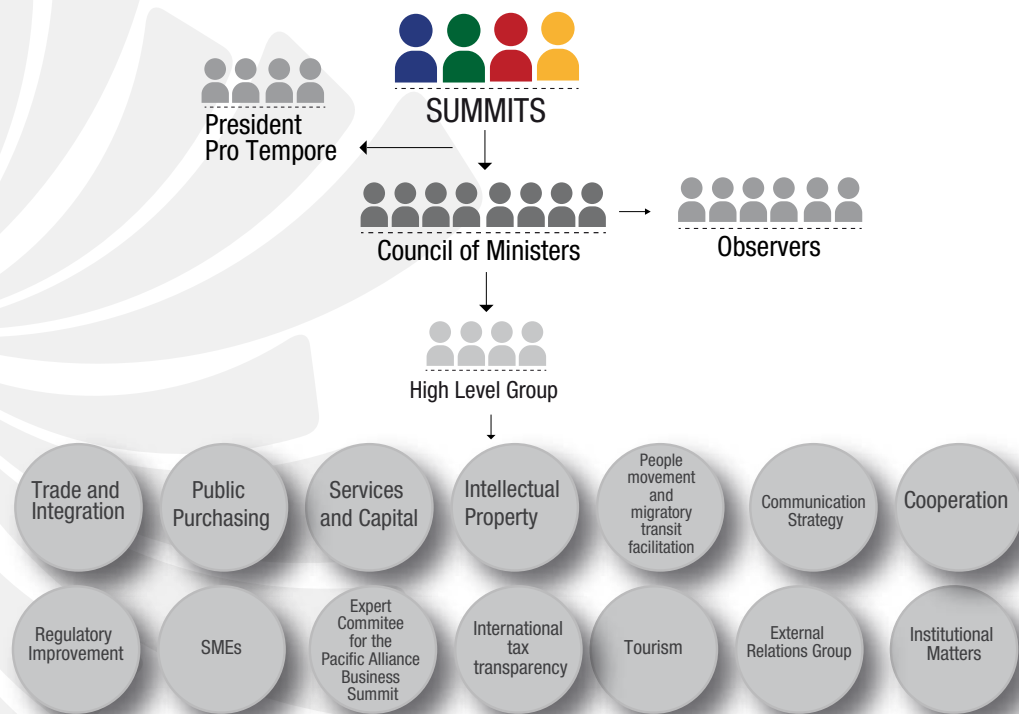 SUMMITS
President
Pro Tempore
Council of Ministers
Observers
High Level Group
Trade and
Integration
Public
Purchasing
Services
and Capital
Intellectual
Property
People
movement
and
migratory
transit
facilitation
Communication
Strategy
Cooperation
Regulatory
Improvement
SMEs
Expert
Commitee
for the
Pacific Alliance
Business
Summit
International
tax
transparency
Tourism
External
Relations Group
Institutional
Matters